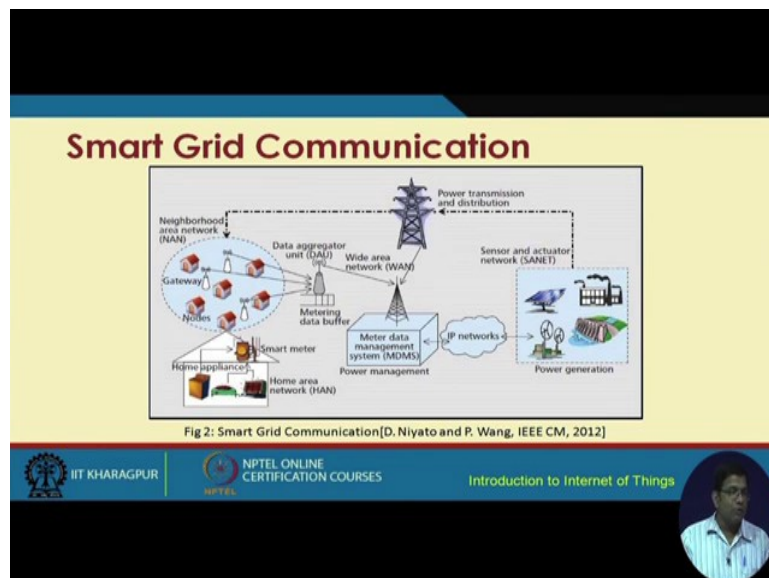 Smart Grid Communication
Power transmission
and distribution
Neighborhood
area network
(NAN)
Data aggregator
unit (DAU)
Wide area
network (WAN)
Sensor and actuator
network (SANET)
Gateway
Nodes
Metering
data buffer
Meter data
management
system (MDMS)
IP networks
Smart meter
Home appliance
Home area
network (HAN)
Power management
Power generation
Fig 2: Smart Grid Communication[D. Niyato and P. Wang, IEEE CM, 2012]
IIT KHARAGPUR
NPTEL
NPTEL ONLINE
CERTIFICATION COURSES
Introduction to Internet of Things